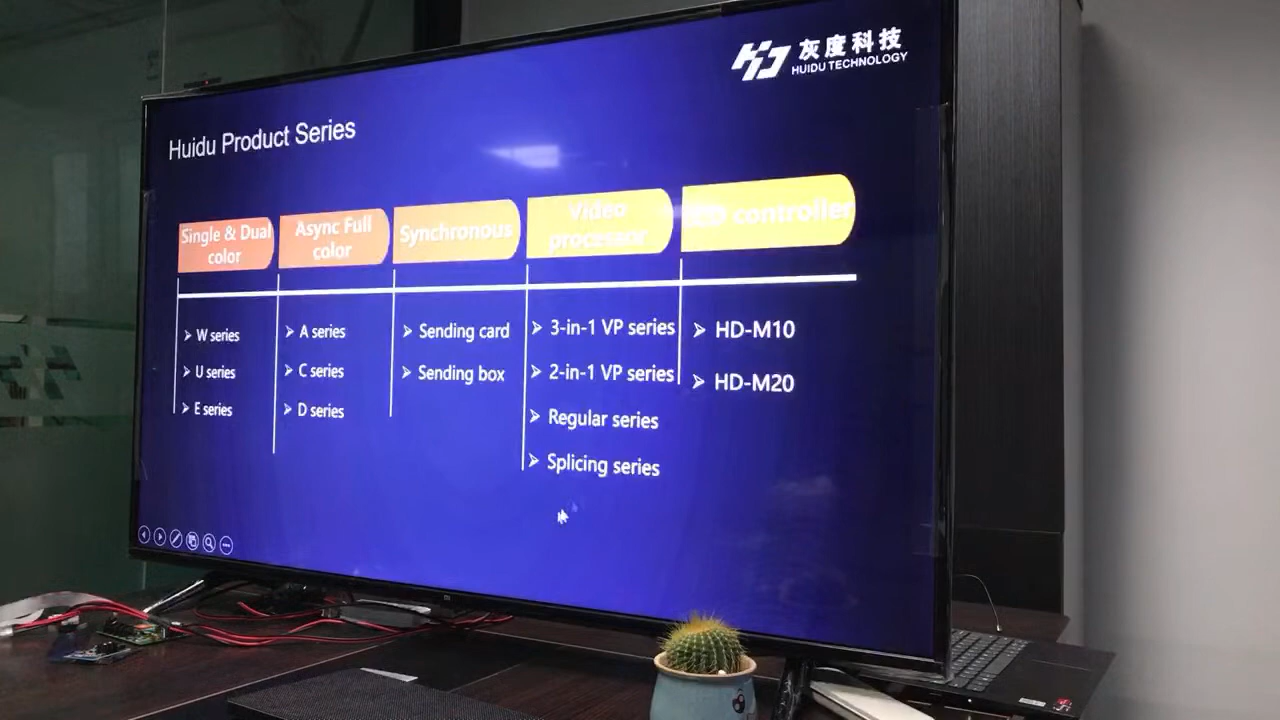 灰度科技
HUIDU TECHNOLOGY
Huidu Product Series
Single & Dual
color
Async Full
color
Synchronous
Video
processor
controller
W series
U series
E series
A series
C series
D series
Sending card
Sending box
3-in-1 VP series
2-in-1 VP series
Regular series
Splicing series
HD-M10
HD-M20